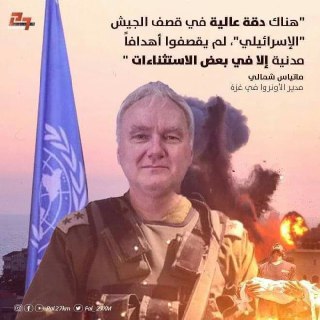 "هناك دقة عالية في قصف الجيش
"الإسرائيلي"، لم يقصفوا أهدافاً
مدنية إلا في بعض الاستثناءات "
ماتياس شمالي
مدير الأونروا في غزة
Pal27km